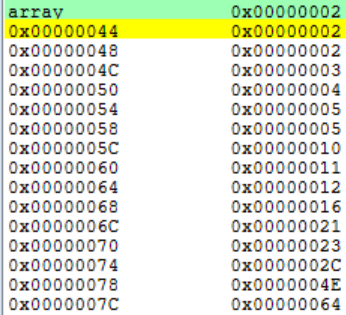 array 0x00000002
0x00000044 0x00000002
0x00000048 0x00000002
0x0000004C 0x00000003
0x00000050 0x00000004
0x00000054 0x00000005
0x00000058 0x00000005
0x0000005C 0x00000010
0x00000060 0x00000011
0x00000064 0x00000012
0x00000068 0x00000016
0x0000006C 0x00000021
0x00000070 0x00000023
0x00000074 0x0000002C
0x00000078 0x0000004E
0x0000007C 0x00000064